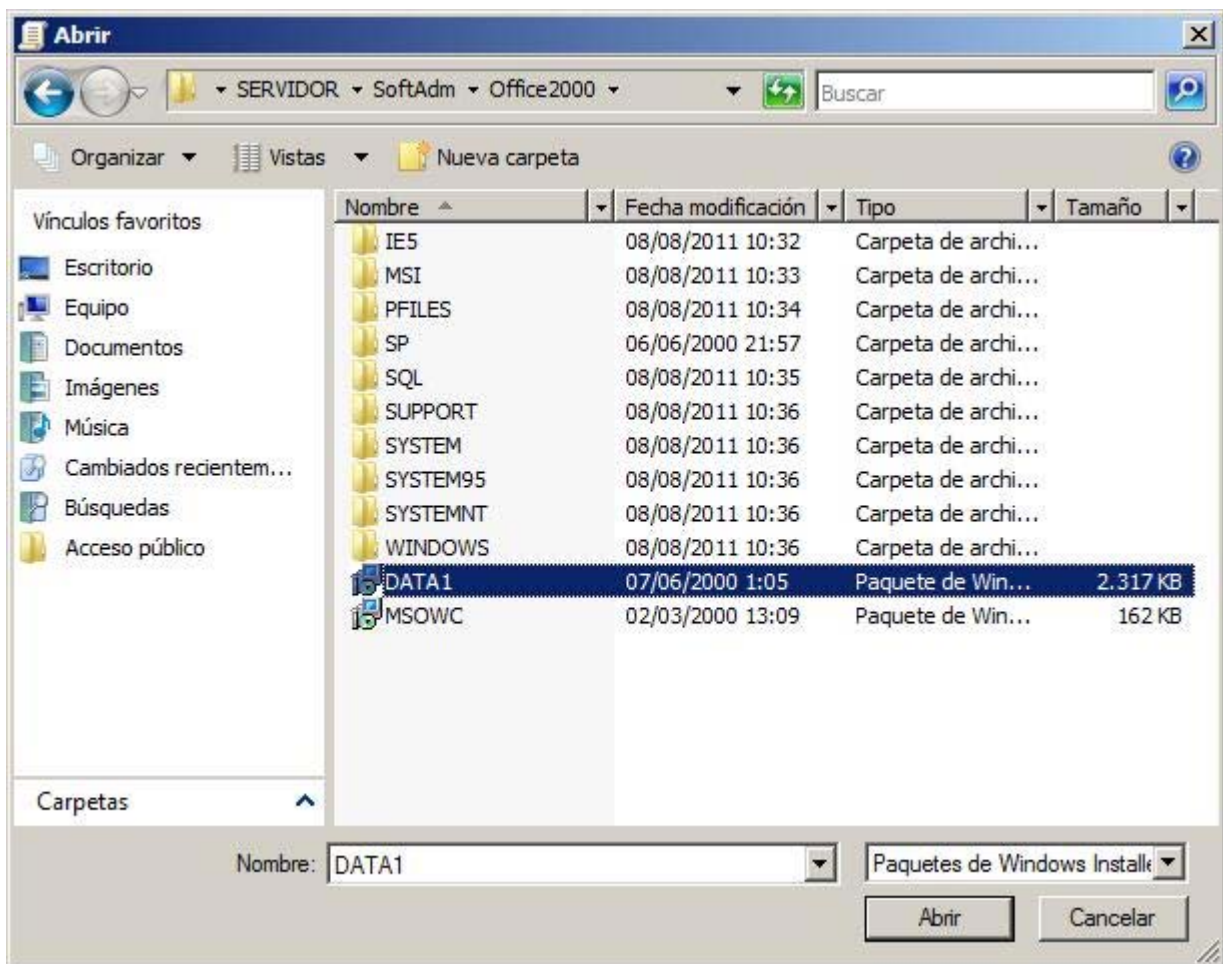 Abrir
SERVIDOR SoftAdm Office2000
Buscar
Organizar Vistas Nueva carpeta
Vínculos favoritos
Escritorio
Equipo
Documentos
Imágenes
Música
Cambiados recientem...
Búsquedas
Acceso público
Carpetas
Nombre Fecha modificación Tipo Tamaño
IE5 08/08/2011 10:32 Carpeta de archi...
MSI 08/08/2011 10:33 Carpeta de archi...
PFILES 08/08/2011 10:34 Carpeta de archi...
SP 06/06/2000 21:57 Carpeta de archi...
SQL 08/08/2011 10:35 Carpeta de archi...
SUPPORT 08/08/2011 10:36 Carpeta de archi...
SYSTEM 08/08/2011 10:36 Carpeta de archi...
SYSTEM95 08/08/2011 10:36 Carpeta de archi...
SYSTEMNT 08/08/2011 10:36 Carpeta de archi...
WINDOWS 08/08/2011 10:36 Carpeta de archi...
DATA1 07/06/2000 1:05 Paquete de Win... 2.317 KB
MSOWC 02/03/2000 13:09 Paquete de Win... 162 KB
Nombre: DATA1 Paquetes de Windows Installe
Abrir Cancelar